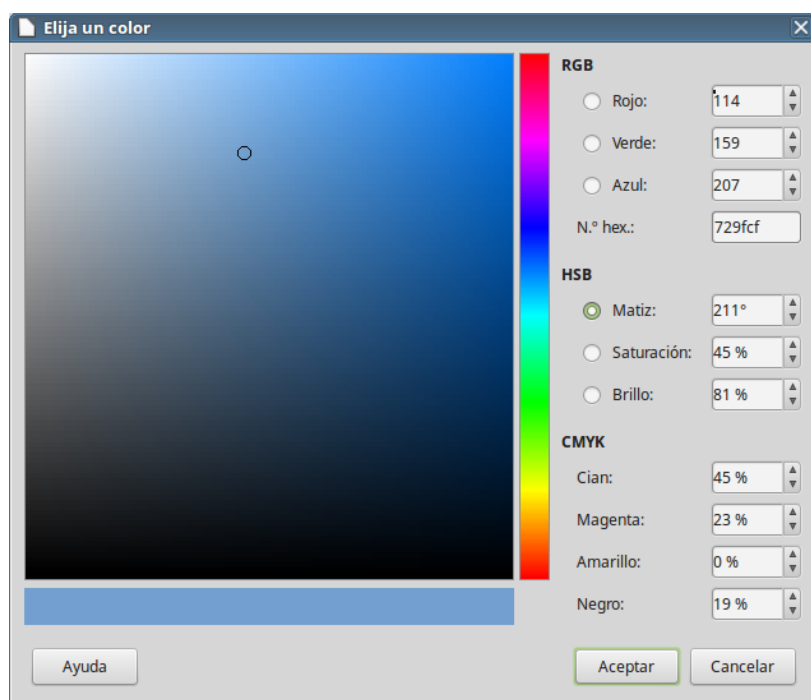 Elija un color
RGB
Rojo: 114
Verde: 159
Azul: 207
N.º hex.: 729fcf
HSB
Matiz: 211°
Saturación: 45 %
Brillo: 81 %
CMYK
Cian: 45 %
Magenta: 23 %
Amarillo: 0 %
Negro: 19 %
Ayuda Aceptar Cancelar